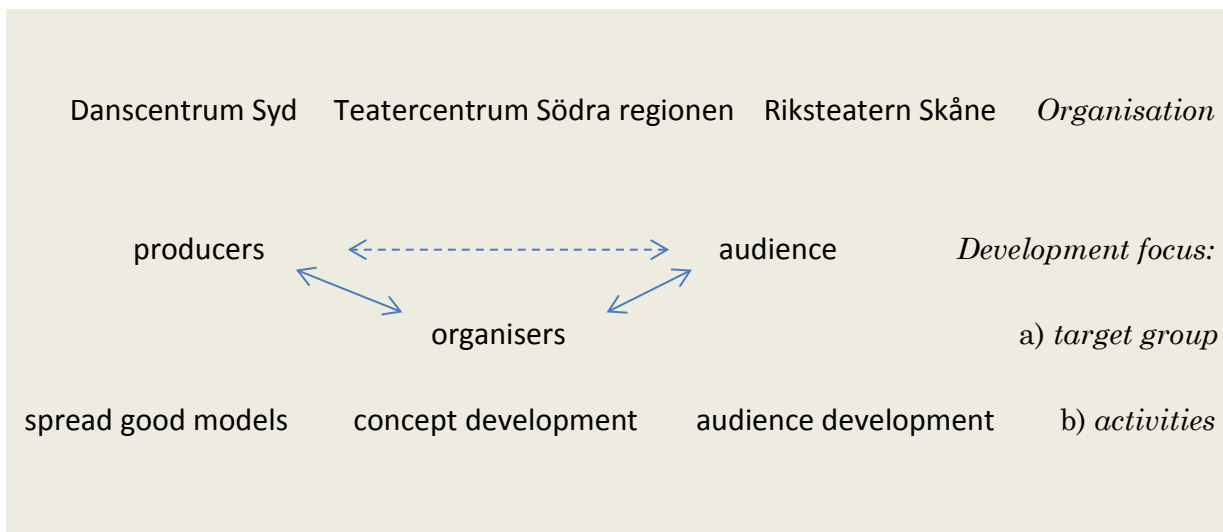 Danscentrum Syd Teatercentrum Södra regionen Riksteatern Skåne Organisation
producers audience Development focus:
organisers a) target group
spread good models concept development audience development b) activities